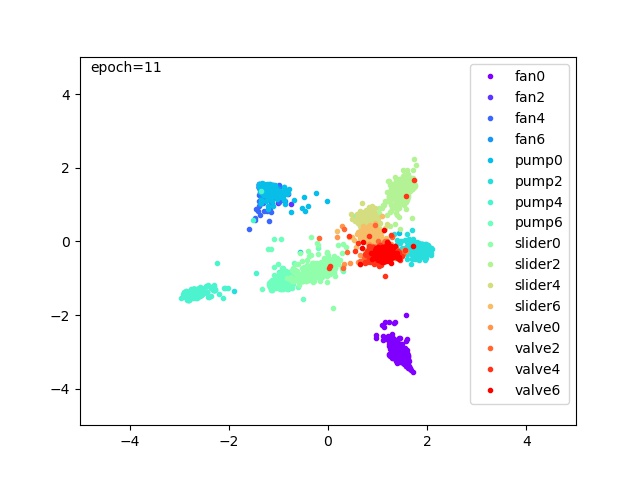 epoch=11
fan0
fan2
fan4
fan6
pump0
pump2
pump4
pump6
slider0
slider2
slider4
slider6
valve0
valve2
valve4
valve6
4
2
0
−2
−4
−4
−2
0
2
4